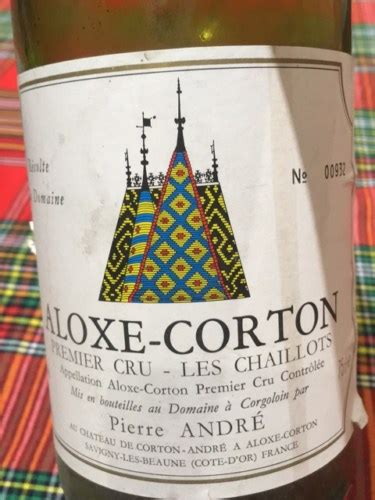 Récolte
Domaine
No 00932
ALOXE-CORTON
PREMIER CRU - LES CHAILLOTS
Appellation Aloxe-Corton Premier Cru Contrôlée
Mis en bouteilles au Domaine à Corgoloin par
Pierre ANDRÉ
AU CHATEAU DE CORTON-ANDRÉ A ALOXE-CORTON
SAVIGNY-LES-BEAUNE (COTE-D'OR) FRANCE